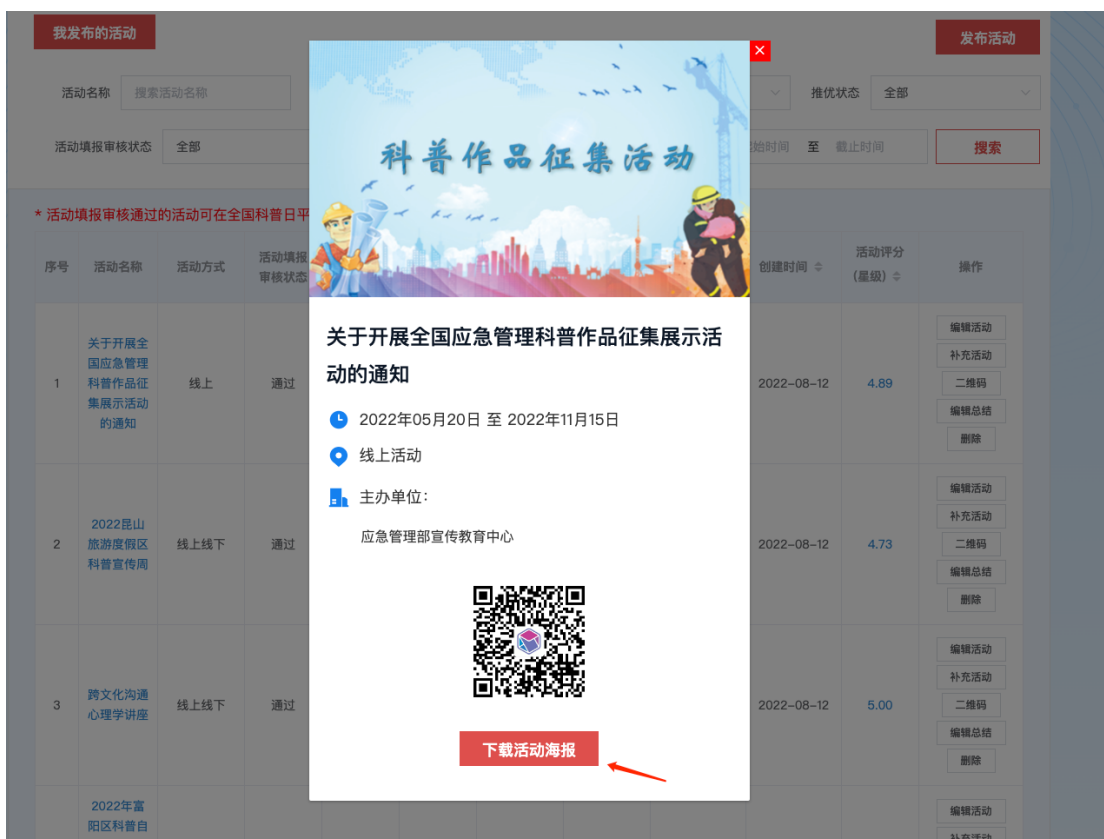 我发布的活动
发布活动
活动名称 搜索活动名称
推优状态 全部
活动填报审核状态 全部
始时间 至 截止时间 搜索
* 活动填报审核通过的活动可在全国科普日平
序号 活动名称 活动方式 活动填报
审核状态
创建时间 活动评分
(星级) 操作
科普作品征集活动
关于开展全国应急管理科普作品征集展示活
动的通知
2022年05月20日 至 2022年11月15日
线上活动
主办单位：
应急管理部宣传教育中心
下载活动海报
1
关于开展全
国应急管理
科普作品征
集展示活动
的通知
线上
通过
2022-08-12
4.89
编辑活动
补充活动
二维码
编辑总结
删除
2
2022昆山
旅游度假区
科普宣传周
线上线下
通过
2022-08-12
4.73
编辑活动
补充活动
二维码
编辑总结
删除
3
跨文化沟通
心理学讲座
线上线下
通过
2022-08-12
5.00
编辑活动
补充活动
二维码
编辑总结
删除
2022年富
阳区科普自
编辑活动